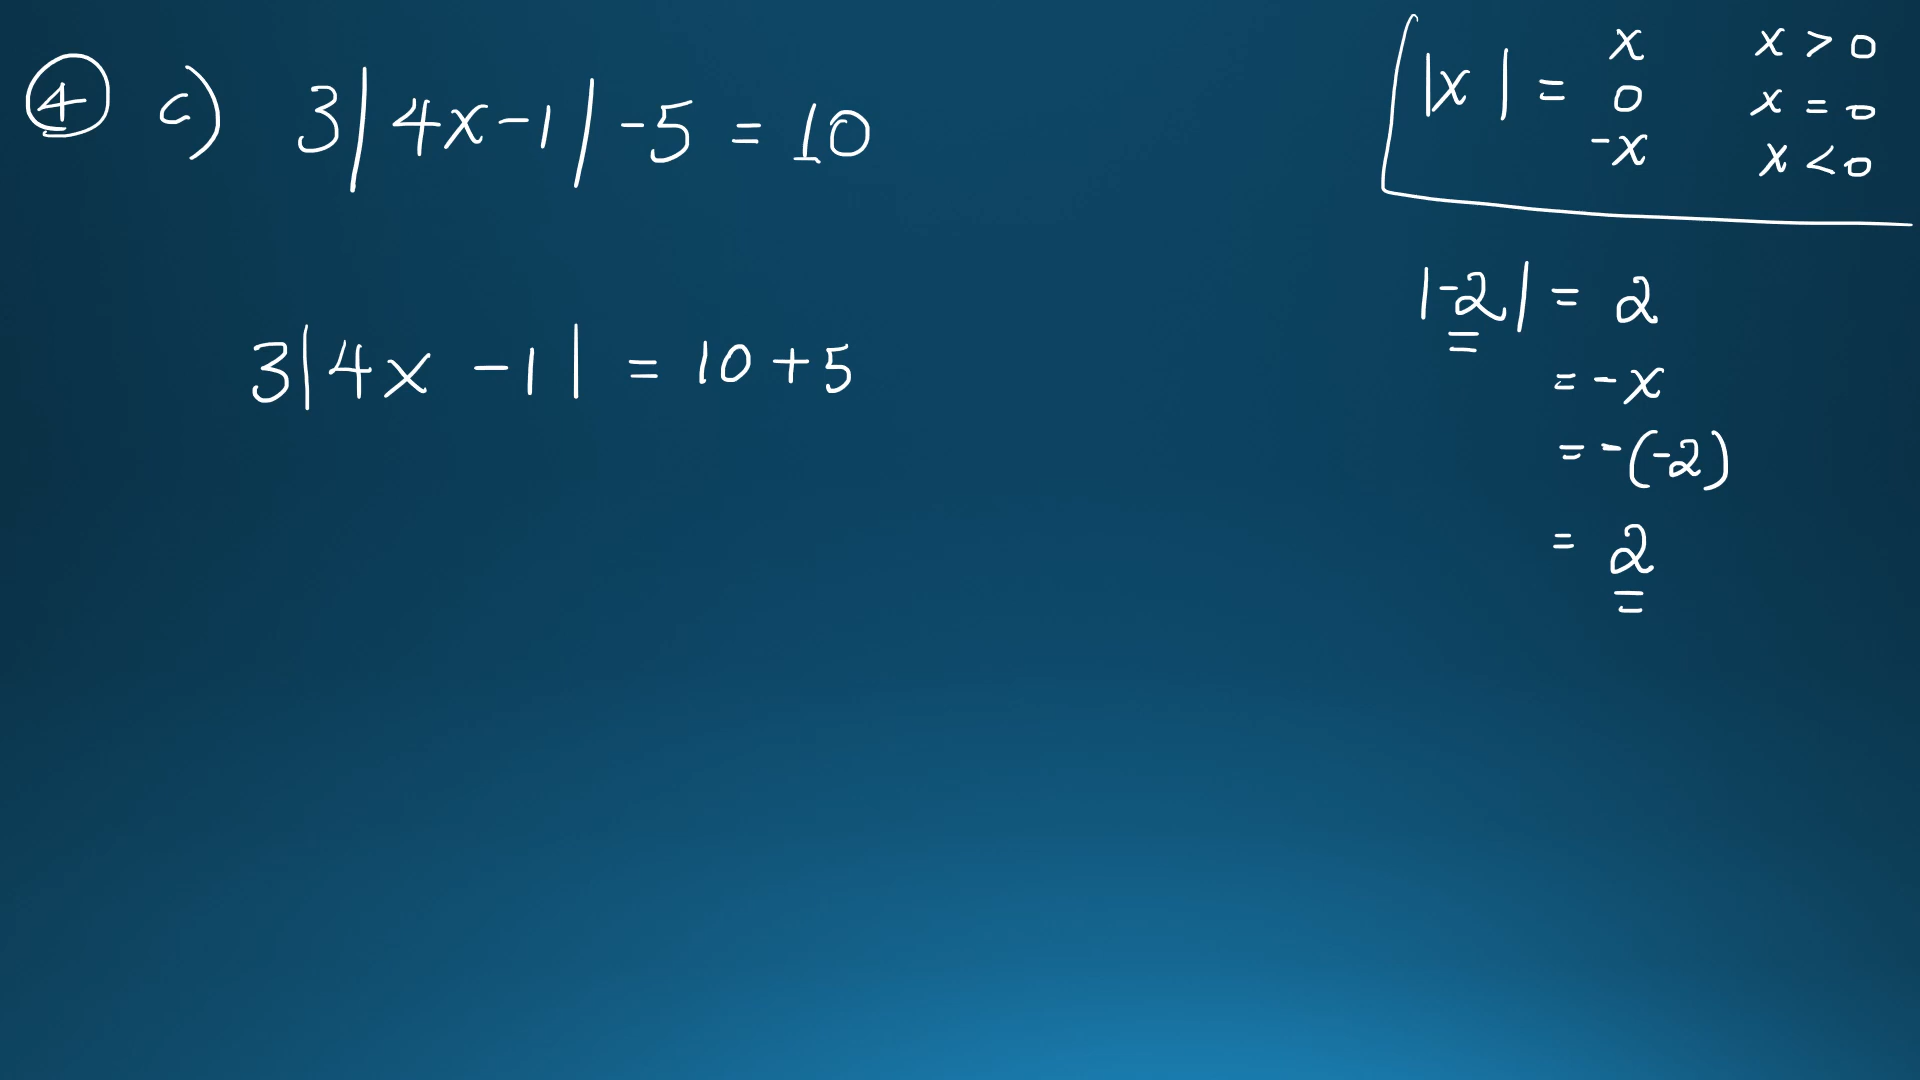 ④ c) 3|4x-1| -5 = 10
3|4x -1| = 10 +5
|x| = x x > 0
0 x = 0
-x x < 0
|-2| = 2
= -x
= -(-2)
= 2